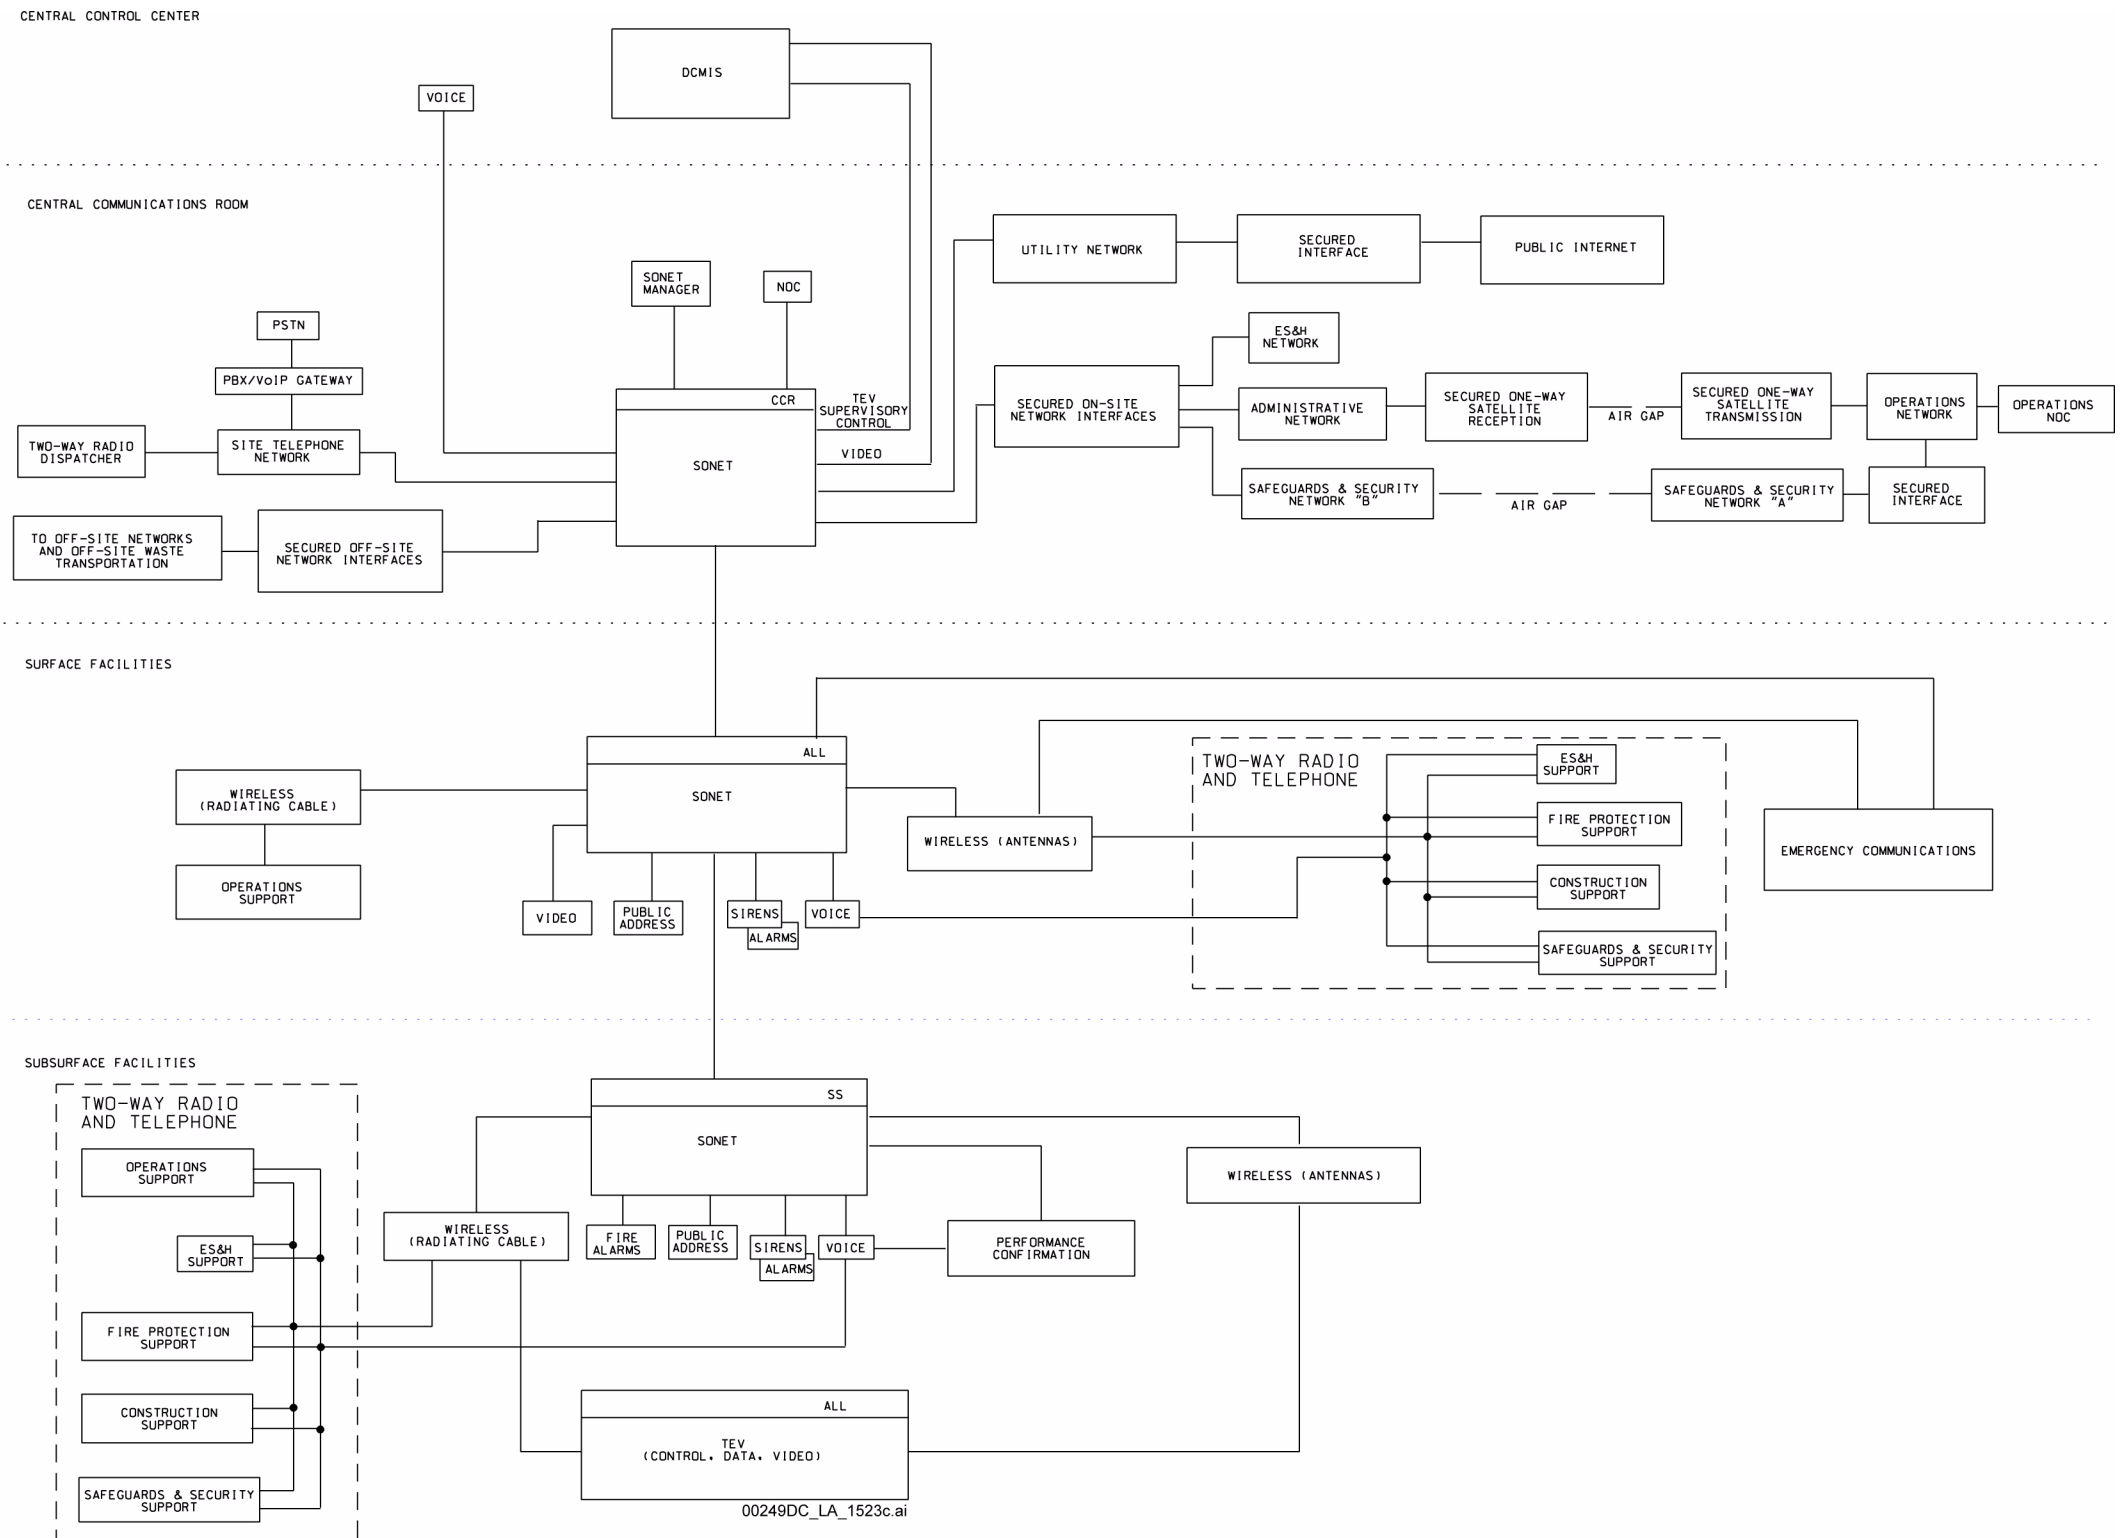 CENTRAL CONTROL CENTER
DCMIS
VOICE
CENTRAL COMMUNICATIONS ROOM
UTILITY NETWORK
SECURED
INTERFACE
PUBLIC INTERNET
SONET
MANAGER
NOC
PSTN
ES&H
NETWORK
PBX/VoIP GATEWAY
CCR
TEV
SUPERVISORY
CONTROL
SECURED ON-SITE
NETWORK INTERFACES
ADMINISTRATIVE
NETWORK
SECURED ONE-WAY
SATELLITE
RECEPTION
AIR GAP
SECURED ONE-WAY
SATELLITE
TRANSMISSION
OPERATIONS
NETWORK
OPERATIONS
NOC
TWO-WAY RADIO
DISPATCHER
SITE TELEPHONE
NETWORK
SONET
VIDEO
SAFEGUARDS & SECURITY
NETWORK "B"
AIR GAP
SAFEGUARDS & SECURITY
NETWORK "A"
SECURED
INTERFACE
TO OFF-SITE NETWORKS
AND OFF-SITE WASTE
TRANSPORTATION
SECURED OFF-SITE
NETWORK INTERFACES
SURFACE FACILITIES
ALL
SONET
WIRELESS
(RADIATING CABLE)
OPERATIONS
SUPPORT
VIDEO
PUBLIC
ADDRESS
SIRENS
ALARMS
VOICE
WIRELESS (ANTENNAS)
TWO-WAY RADIO
AND TELEPHONE
ES&H
SUPPORT
FIRE PROTECTION
SUPPORT
CONSTRUCTION
SUPPORT
SAFEGUARDS & SECURITY
SUPPORT
EMERGENCY COMMUNICATIONS
SUBSURFACE FACILITIES
TWO-WAY RADIO
AND TELEPHONE
OPERATIONS
SUPPORT
ES&H
SUPPORT
FIRE PROTECTION
SUPPORT
CONSTRUCTION
SUPPORT
SAFEGUARDS & SECURITY
SUPPORT
SS
SONET
WIRELESS
(RADIATING CABLE)
FIRE
ALARMS
PUBLIC
ADDRESS
SIRENS
ALARMS
VOICE
PERFORMANCE
CONFIRMATION
WIRELESS (ANTENNAS)
ALL
TEV
(CONTROL, DATA, VIDEO)
00249DC_LA_1523c.ai